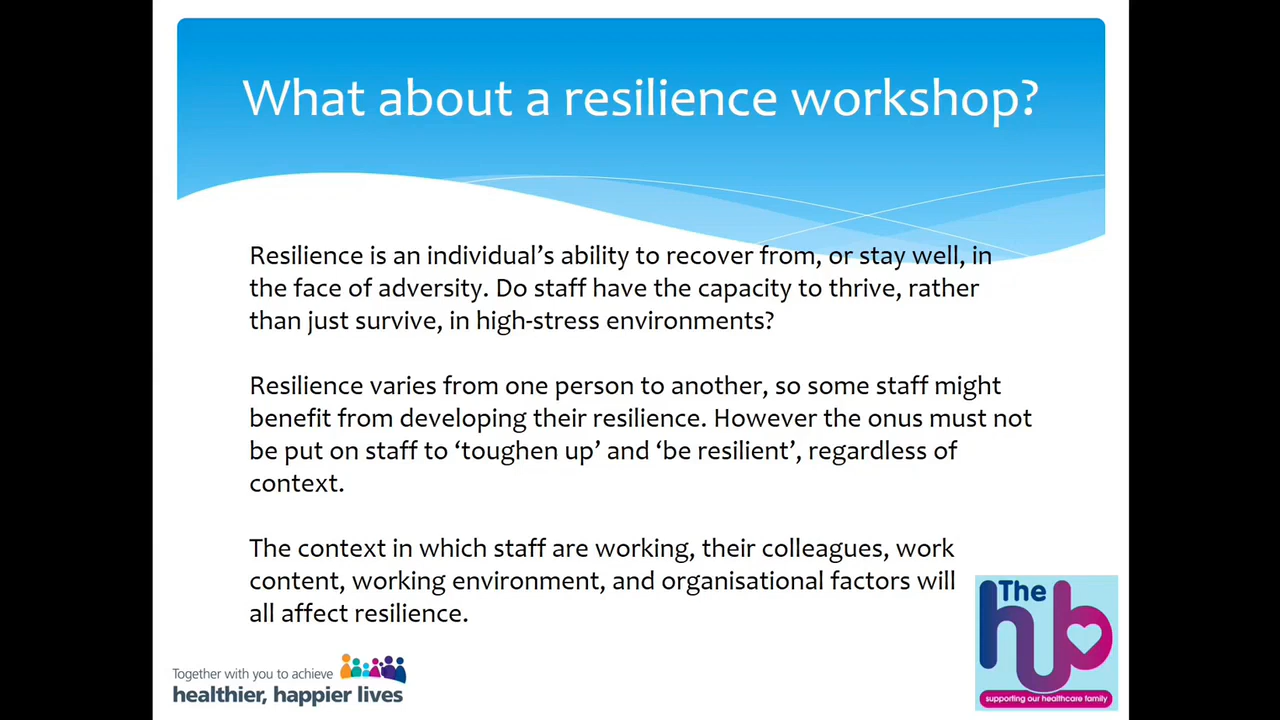 What about a resilience workshop?
Resilience is an individual’s ability to recover from, or stay well, in
the face of adversity. Do staff have the capacity to thrive, rather
than just survive, in high-stress environments?
Resilience varies from one person to another, so some staff might
benefit from developing their resilience. However the onus must not
be put on staff to ‘toughen up’ and ‘be resilient’, regardless of
context.
The context in which staff are working, their colleagues, work
content, working environment, and organisational factors will
all affect resilience.
Together with you to achieve
healthier, happier lives
The
hub
supporting our healthcare family